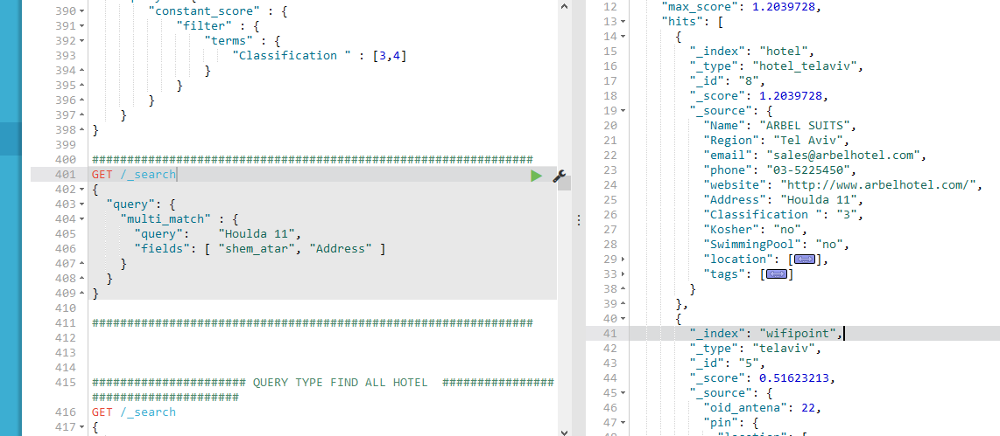 390 "constant_score" : {
391 "filter" : {
392 "terms" : {
393 "Classification " : [3,4]
394 }
395 }
396 }
397 }
398 }
399
400 ###############################################################
401 GET /_search
402 {
403 "query": {
404 "multi_match" : {
405 "query": "Houlda 11",
406 "fields": [ "shem_atar", "Address" ]
407 }
408 }
409 }
410
411 ###############################################################
412
413
414
415 ###################### QUERY TYPE FIND ALL HOTEL ################
#####################
416 GET /_search
417 {
12 "max_score": 1.2039728,
13 "hits": [
14 {
15 "_index": "hotel",
16 "_type": "hotel_telaviv",
17 "_id": "8",
18 "_score": 1.2039728,
19 "_source": {
20 "Name": "ARBEL SUITS",
21 "Region": "Tel Aviv",
22 "email": "sales@arbelhotel.com",
23 "phone": "03-5225450",
24 "website": "http://www.arbelhotel.com/",
25 "Address": "Houlda 11",
26 "Classification ": "3",
27 "Kosher": "no",
28 "SwimmingPool": "no",
29 "location": [],
33 "tags": []
38 }
39 },
40 {
41 "_index": "wifipoint",
42 "_type": "telaviv",
43 "_id": "5",
44 "_score": 0.51623213,
45 "_source": {
46 "oid_antena": 22,
47 "pin": {